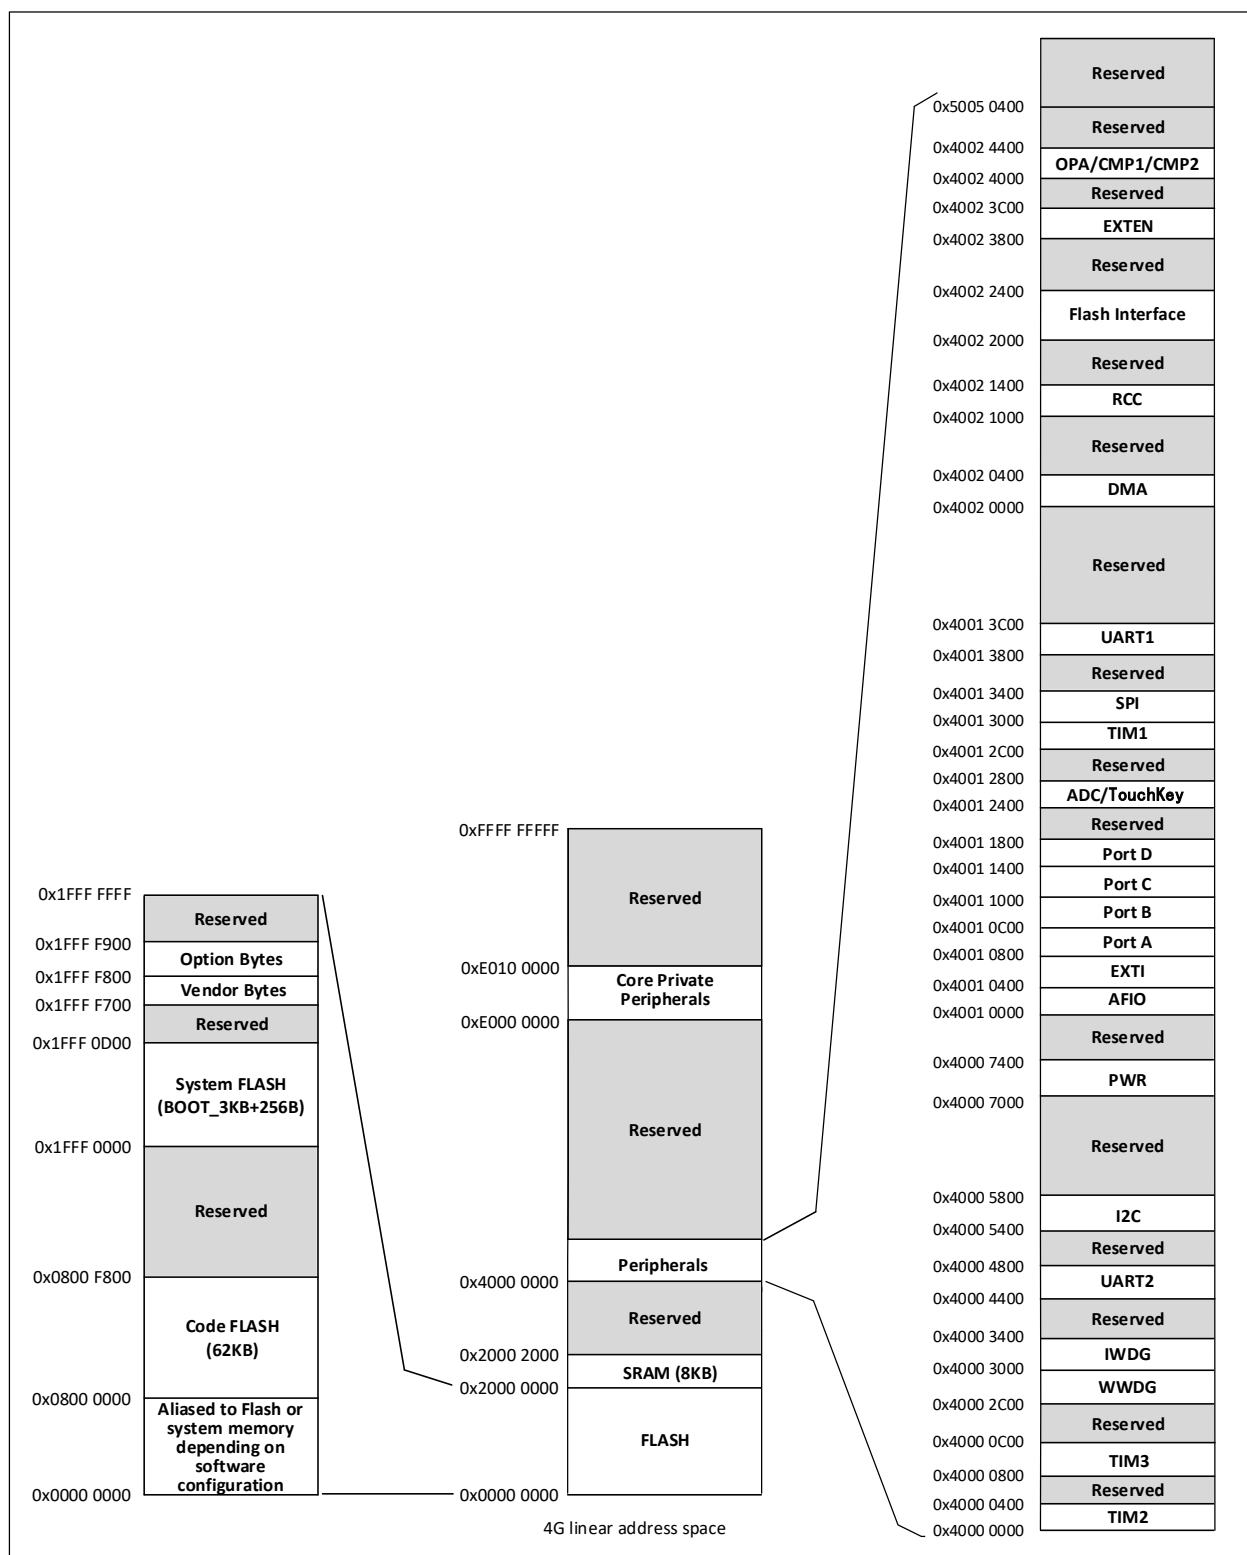 Reserved
0x5005 0400
Reserved
0x4002 4400
OPA/CMP1/CMP2
0x4002 4000
Reserved
0x4002 3C00
EXTEN
0x4002 3800
Reserved
0x4002 2400
Flash Interface
0x4002 2000
Reserved
0x4002 1400
RCC
0x4002 1000
Reserved
0x4002 0400
DMA
0x4002 0000
Reserved
0x4001 3C00
UART1
0x4001 3800
Reserved
0x4001 3400
SPI
0x4001 3000
TIM1
0x4001 2C00
Reserved
0x4001 2800
ADC/TouchKey
0x4001 2400
Reserved
0x4001 1800
Port D
0x4001 1400
Port C
0x4001 1000
Port B
0x4001 0C00
Port A
0x4001 0800
EXTI
0x4001 0400
AFIO
0x4001 0000
Reserved
0x4000 7400
PWR
0x4000 7000
Reserved
0x4000 5800
I2C
0x4000 5400
Reserved
0x4000 4800
UART2
0x4000 4400
Reserved
0x4000 3400
IWDG
0x4000 3000
WWDG
0x4000 2C00
Reserved
0x4000 0C00
TIM3
0x4000 0800
Reserved
0x4000 0400
TIM2
0x4000 0000
0xFFFF FFFFF
Reserved
0xE010 0000
Core Private
Peripherals
0xE000 0000
Reserved
Peripherals
0x4000 0000
Reserved
0x2000 2000
SRAM (8KB)
0x2000 0000
FLASH
0x0000 0000
4G linear address space
0x1FFF FFFF
Reserved
0x1FFF F900
Option Bytes
0x1FFF F800
Vendor Bytes
0x1FFF F700
Reserved
0x1FFF 0D00
System FLASH
(BOOT_3KB+256B)
0x1FFF 0000
Reserved
0x0800 F800
Code FLASH
(62KB)
0x0800 0000
Aliased to Flash or
system memory
depending on
software
configuration
0x0000 0000